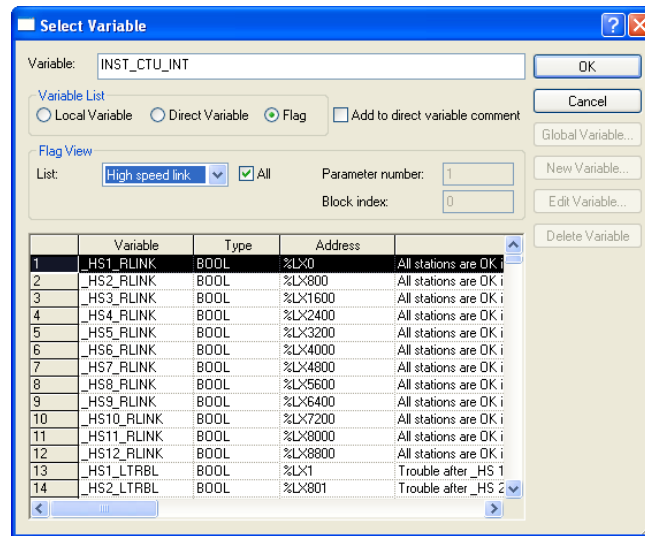 Select Variable
Variable: INST_CTU_INT
OK
Variable List
Local Variable Direct Variable Flag Add to direct variable comment
Cancel
Global Variable...
Flag View
List: High speed link All Parameter number: 1
New Variable...
Block index: 0
Edit Variable...
Delete Variable
Variable Type Address
1 _HS1_RLINK BOOL %LX0 All stations are OK i
2 _HS2_RLINK BOOL %LX800 All stations are OK i
3 _HS3_RLINK BOOL %LX1600 All stations are OK i
4 _HS4_RLINK BOOL %LX2400 All stations are OK i
5 _HS5_RLINK BOOL %LX3200 All stations are OK i
6 _HS6_RLINK BOOL %LX4000 All stations are OK i
7 _HS7_RLINK BOOL %LX4800 All stations are OK i
8 _HS8_RLINK BOOL %LX5600 All stations are OK i
9 _HS9_RLINK BOOL %LX6400 All stations are OK i
10 _HS10_RLINK BOOL %LX7200 All stations are OK i
11 _HS11_RLINK BOOL %LX8000 All stations are OK i
12 _HS12_RLINK BOOL %LX8800 All stations are OK i
13 _HS1_LTRBL BOOL %LX1 Trouble after _HS 1
14 _HS2_LTRBL BOOL %LX801 Trouble after _HS 2